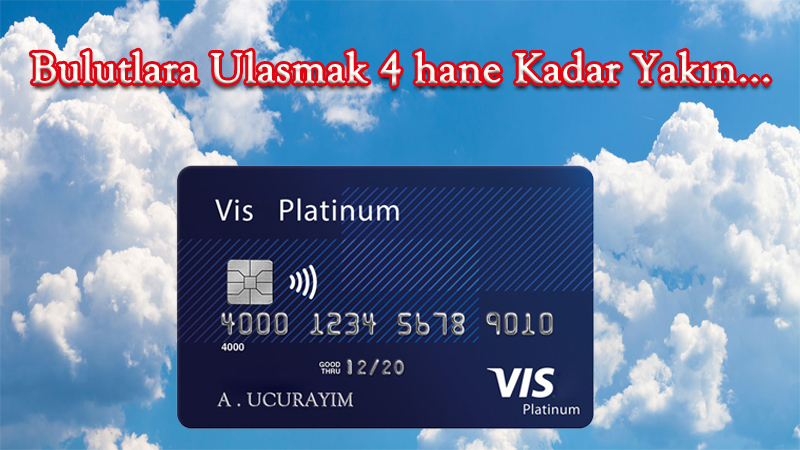 Bulutlara Ulasmak 4 hane Kadar Yakın...
Vis Platinum
4000 1234 5678 9010
4000
GOOD THRU 12/20
A . UCURAYIM
VIS
Platinum